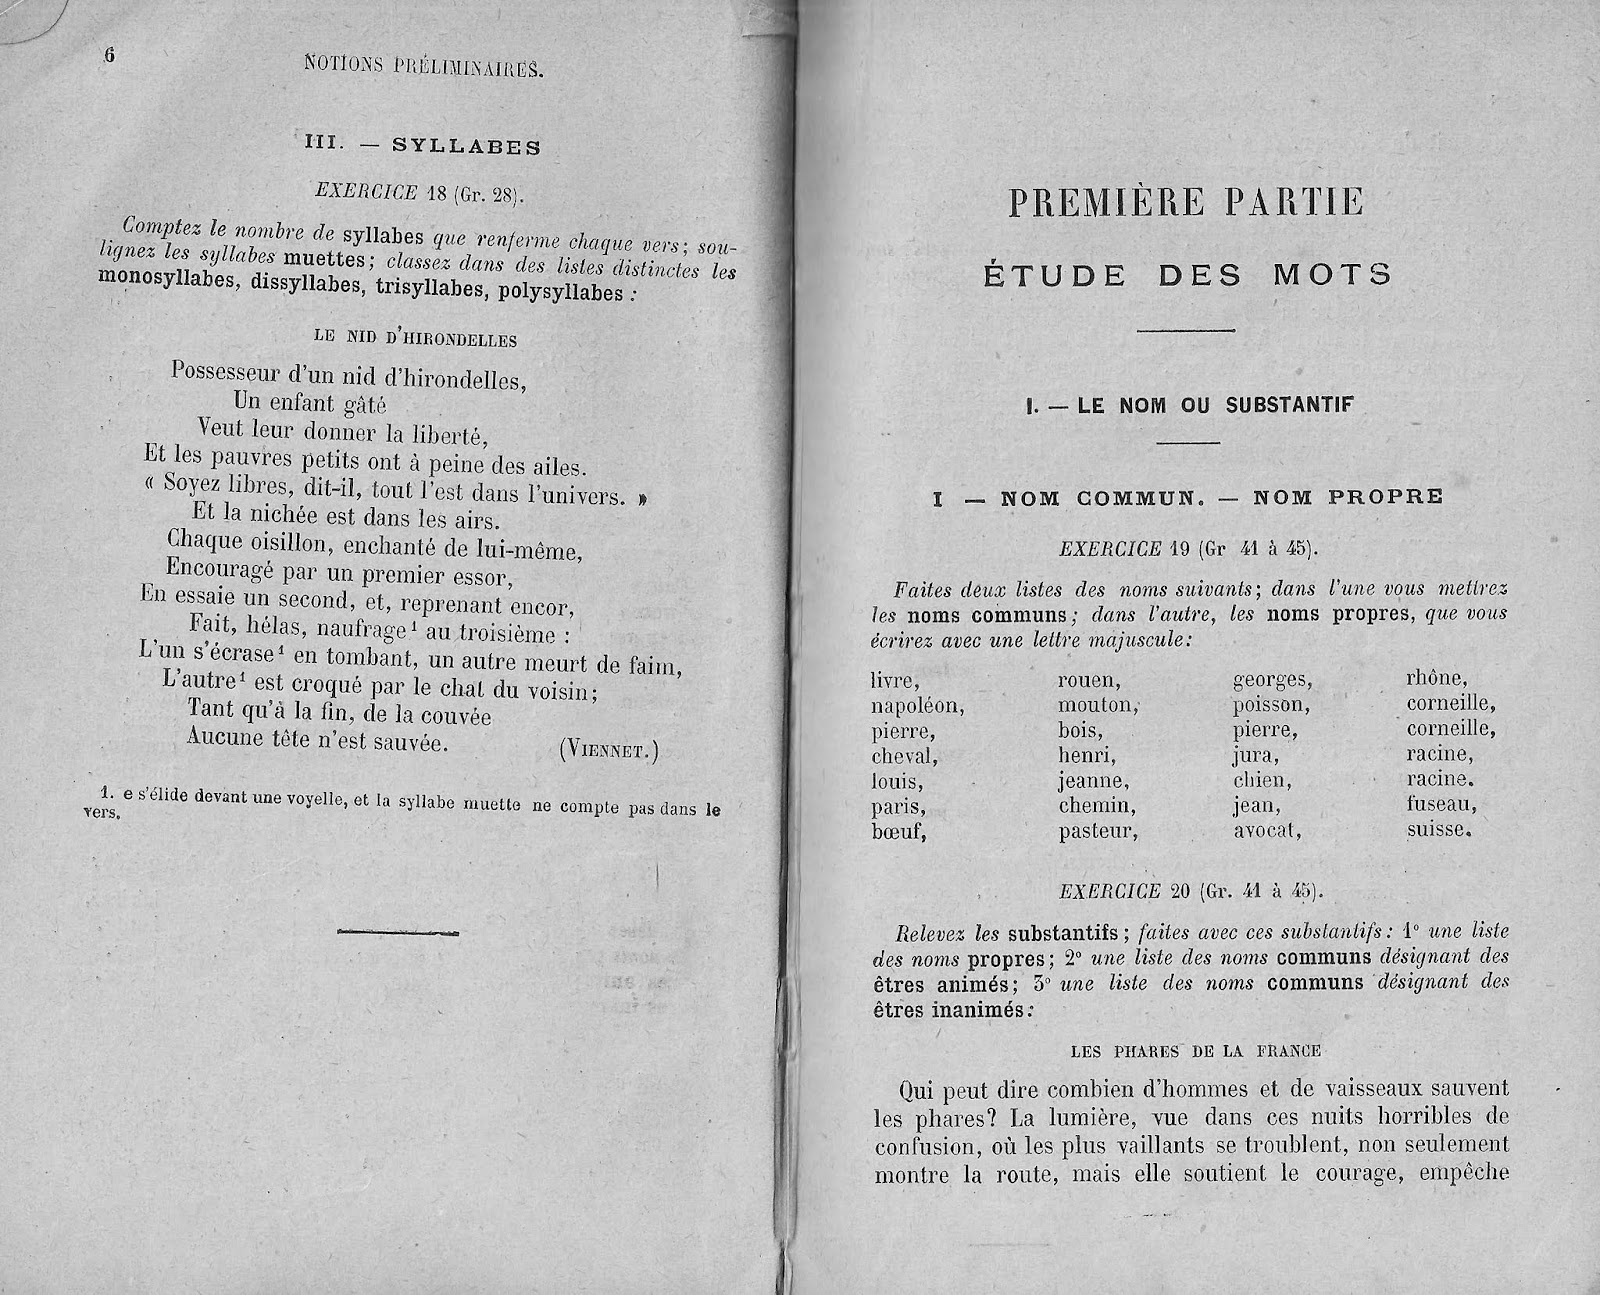 6
NOTIONS PRÉLIMINAIRES.
III. — SYLLABES
EXERCICE 18 (Gr. 28).
Comptez le nombre de syllabes que renferme chaque vers; sou-
lignez les syllabes muettes; classez dans des listes distinctes les
monosyllabes, dissyllabes, trisyllabes, polysyllabes :
LE NID D'HIRONDELLES
Possesseur d'un nid d'hirondelles,
Un enfant gâté
Veut leur donner la liberté,
Et les pauvres petits ont à peine des ailes.
« Soyez libres, dit-il, tout l'est dans l'univers. »
Et la nichée est dans les airs.
Chaque oisillon, enchanté de lui-même,
Encouragé par un premier essor,
En essaie un second, et, reprenant encor,
Fait, hélas, naufrage¹ au troisième :
L'un s'écrase¹ en tombant, un autre meurt de faim,
L'autre¹ est croqué par le chat du voisin;
Tant qu'à la fin, de la couvée
Aucune tête n'est sauvée. (VIENNET.)
1. e s'élide devant une voyelle, et la syllabe muette ne compte pas dans le
vers.
PREMIÈRE PARTIE
ÉTUDE DES MOTS
I. — LE NOM OU SUBSTANTIF
I — NOM COMMUN. — NOM PROPRE
EXERCICE 19 (Gr 41 à 45).
Faites deux listes des noms suivants; dans l'une vous mettrez
les noms communs; dans l'autre, les noms propres, que vous
écrirez avec une lettre majuscule:
livre, rouen, georges, rhône,
napoléon, mouton, poisson, corneille,
pierre, bois, pierre, corneille,
cheval, henri, jura, racine,
louis, jeanne, chien, racine.
paris, chemin, jean, fuseau,
bœuf, pasteur, avocat, suisse.
EXERCICE 20 (Gr. 41 à 45).
Relevez les substantifs; faites avec ces substantifs: 1° une liste
des noms propres; 2° une liste des noms communs désignant des
êtres animés; 3° une liste des noms communs désignant des
êtres inanimés:
LES PHARES DE LA FRANCE
Qui peut dire combien d'hommes et de vaisseaux sauvent
les phares? La lumière, vue dans ces nuits horribles de
confusion, où les plus vaillants se troublent, non seulement
montre la route, mais elle soutient le courage, empêche